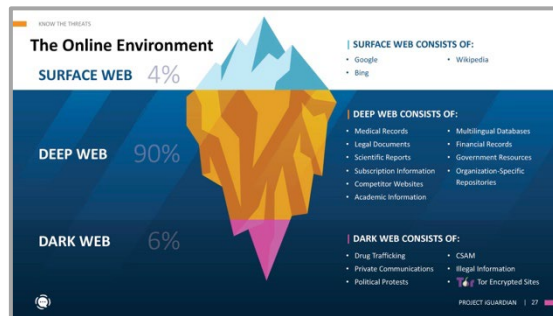 KNOW THE THREATS
The Online Environment
SURFACE WEB 4%
SURFACE WEB CONSISTS OF:
• Google
• Bing
• Wikipedia
DEEP WEB 90%
DEEP WEB CONSISTS OF:
• Medical Records
• Legal Documents
• Scientific Reports
• Subscription Information
• Competitor Websites
• Academic Information
• Multilingual Databases
• Financial Records
• Government Resources
• Organization-Specific
Repositories
DARK WEB 6%
DARK WEB CONSISTS OF:
• Drug Trafficking
• Private Communications
• Political Protests
• CSAM
• Illegal Information
• Tor Tor Encrypted Sites
PROJECT iGUARDIAN | 27